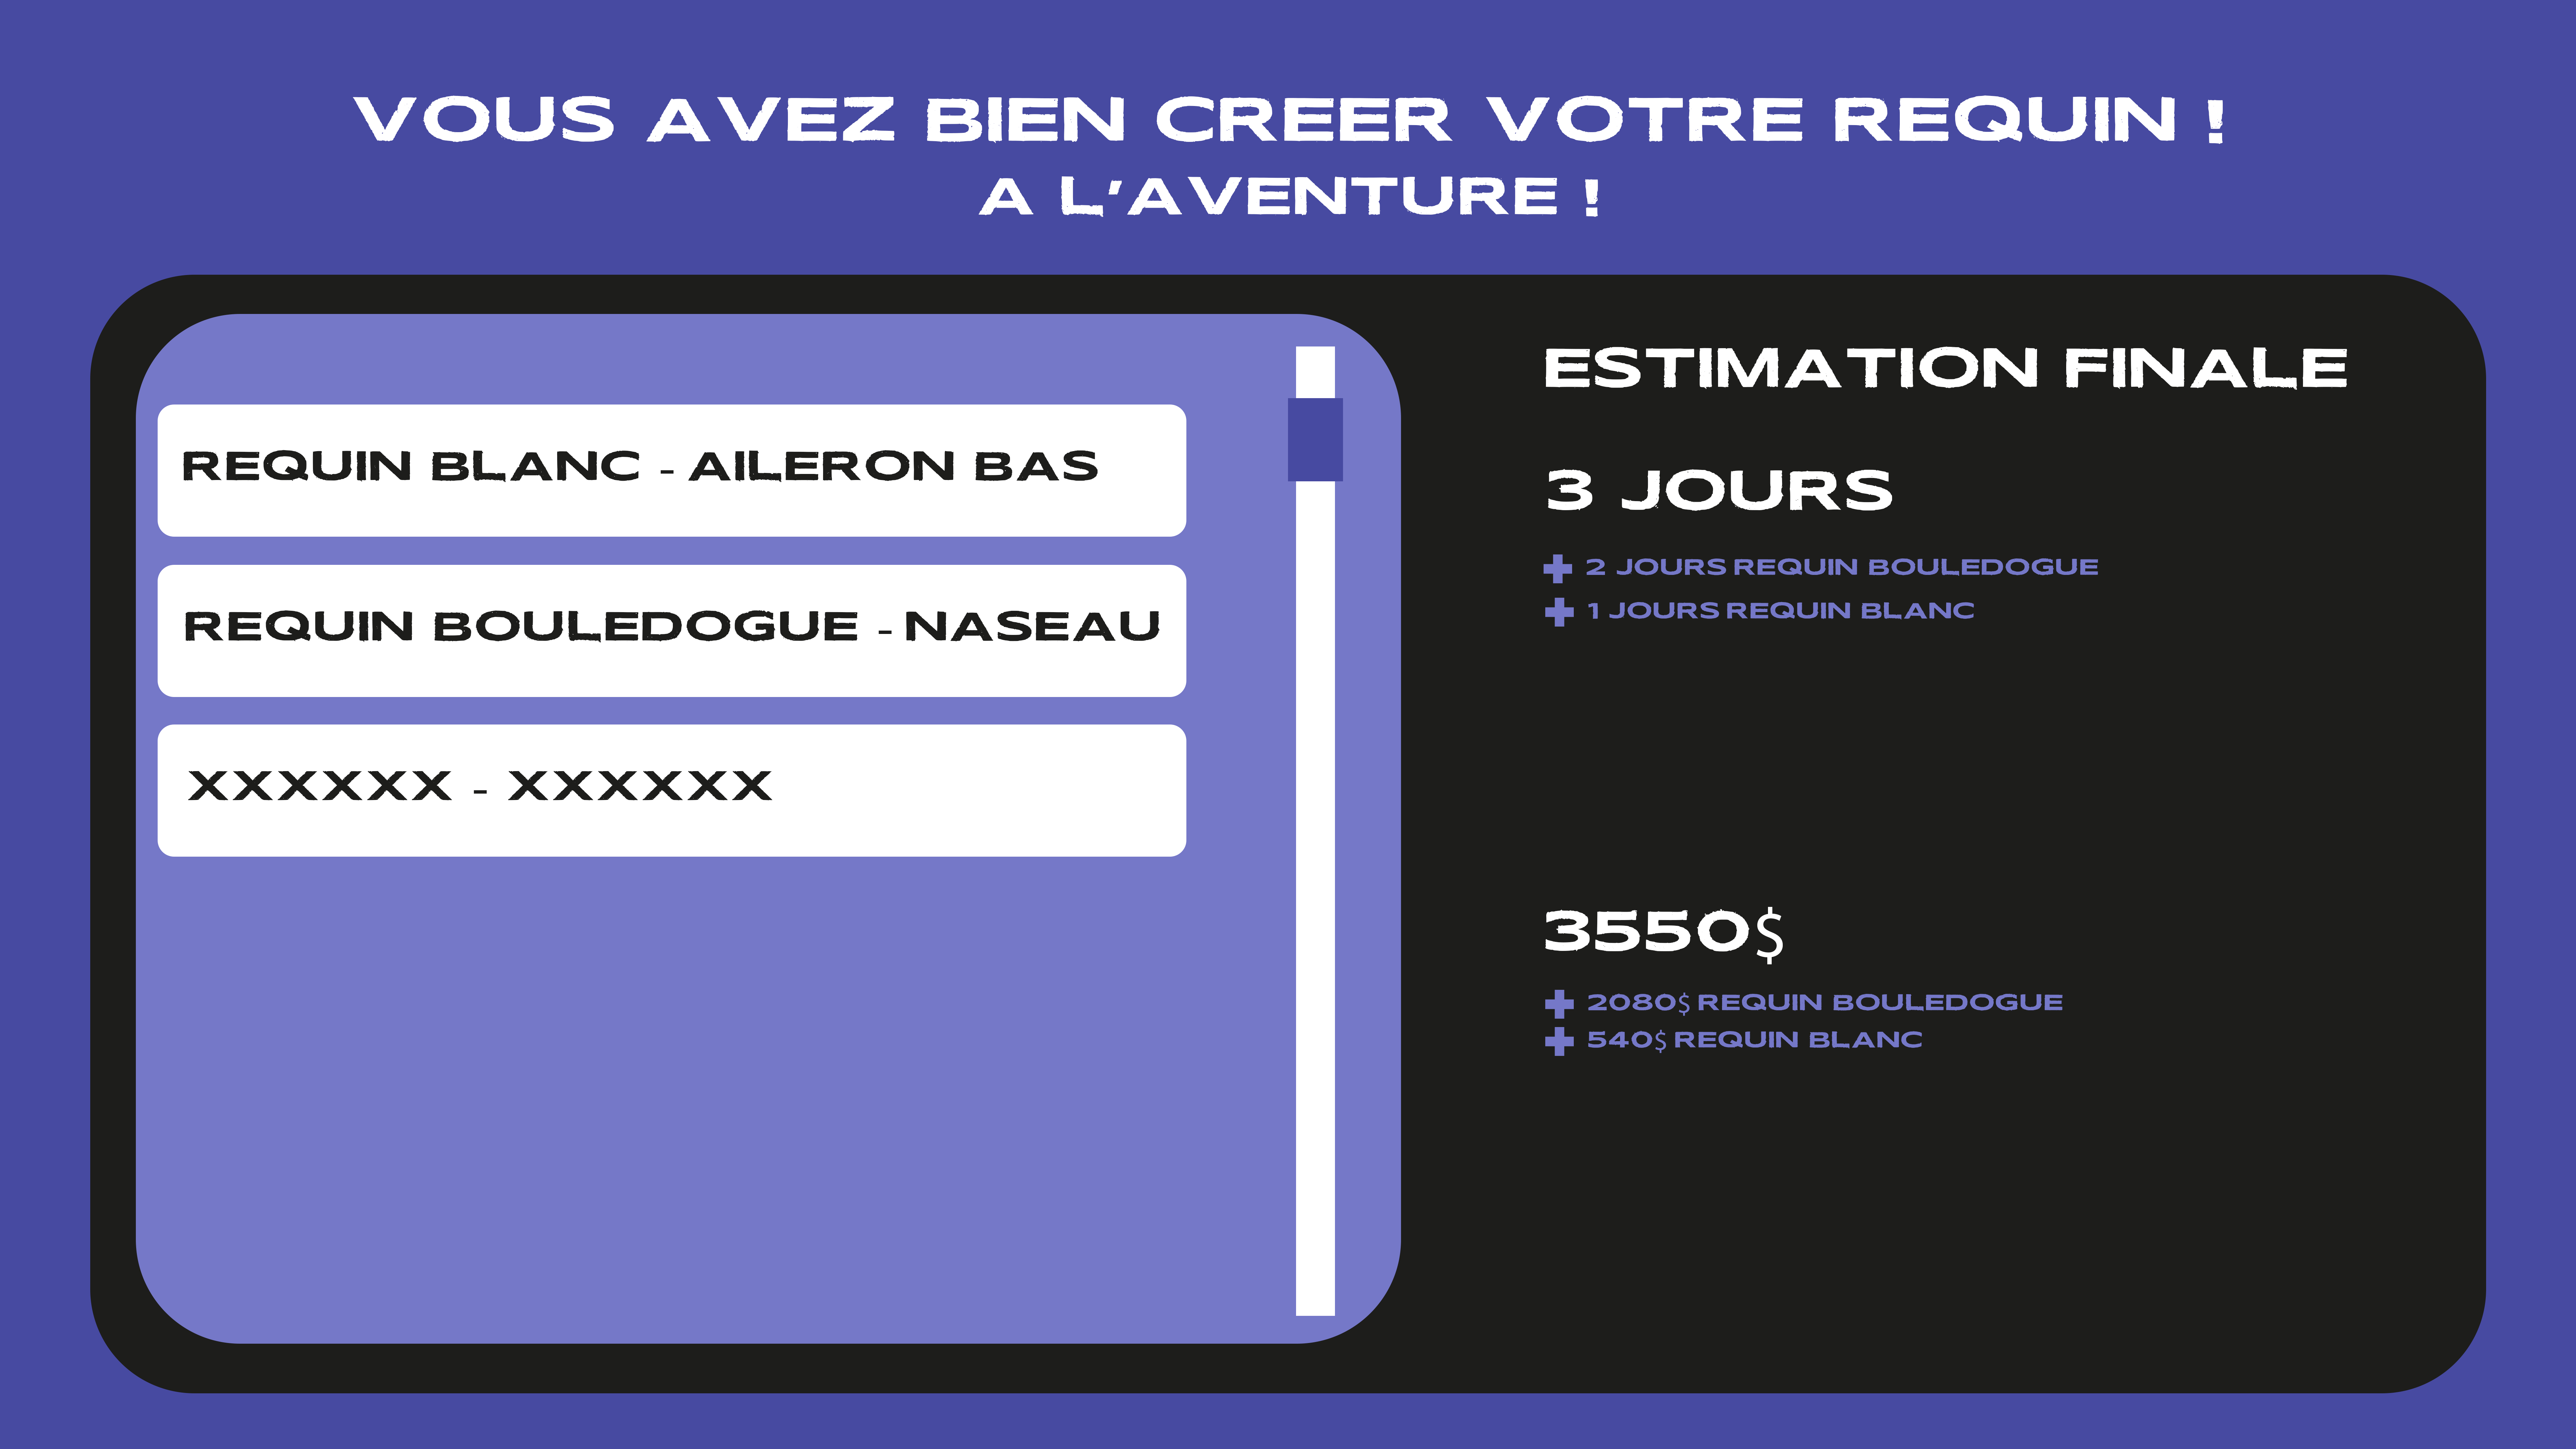 VOUS AVEZ BIEN CREER VOTRE REQUIN !
A L'AVENTURE !
REQUIN BLANC - AILERON BAS
REQUIN BOULEDOGUE - NASEAU
XXXXXX - XXXXXX
ESTIMATION FINALE
3 JOURS
+ 2 JOURS REQUIN BOULEDOGUE
+ 1 JOURS REQUIN BLANC
3550$
+ 2080$ REQUIN BOULEDOGUE
+ 540$ REQUIN BLANC